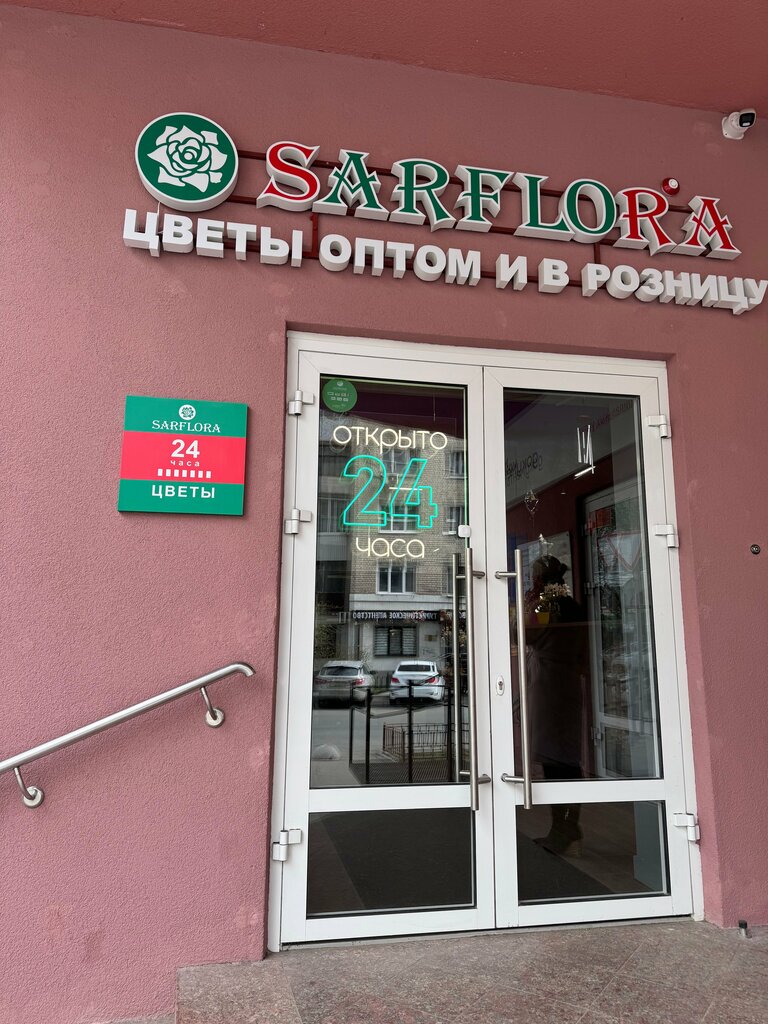 SARFLORA
ЦВЕТЫ ОПТОМ И В РОЗНИЦУ
SARFLORA
24
часа
ЦВЕТЫ
ОТКРЫТО
24
часа